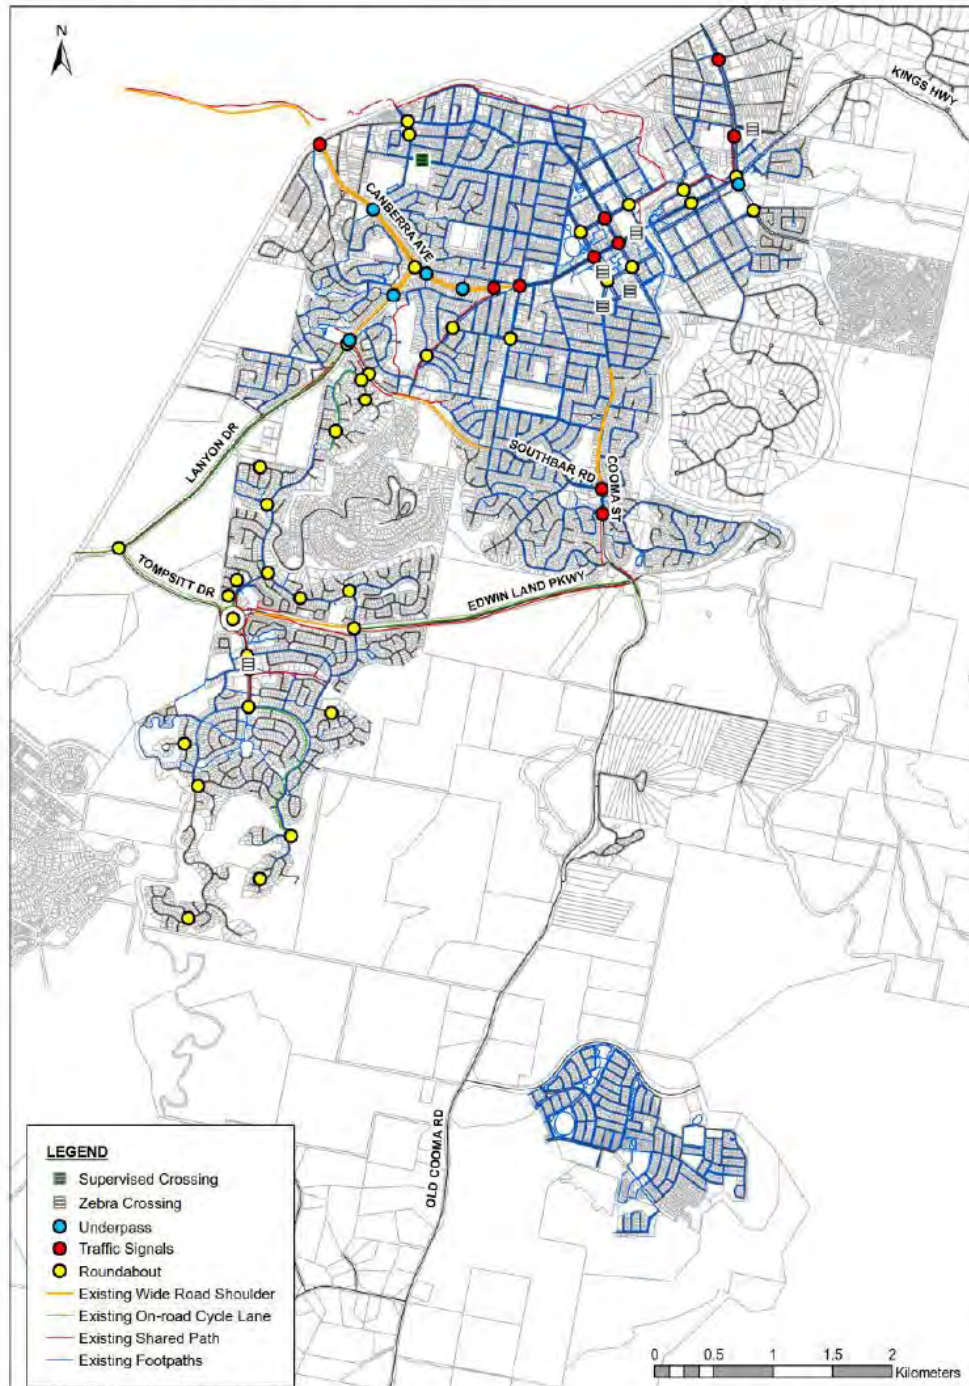 N
KINGS HWY
CANBERRA AVE
LANYON DR
SOUTHBAR RD
COOMA ST
TOMPSITT DR
EDWIN LAND PKWY
OLD COOMA RD
LEGEND
Supervised Crossing
Zebra Crossing
Underpass
Traffic Signals
Roundabout
Existing Wide Road Shoulder
Existing On-road Cycle Lane
Existing Shared Path
Existing Footpaths
0 0.5 1 1.5 2
Kilometers